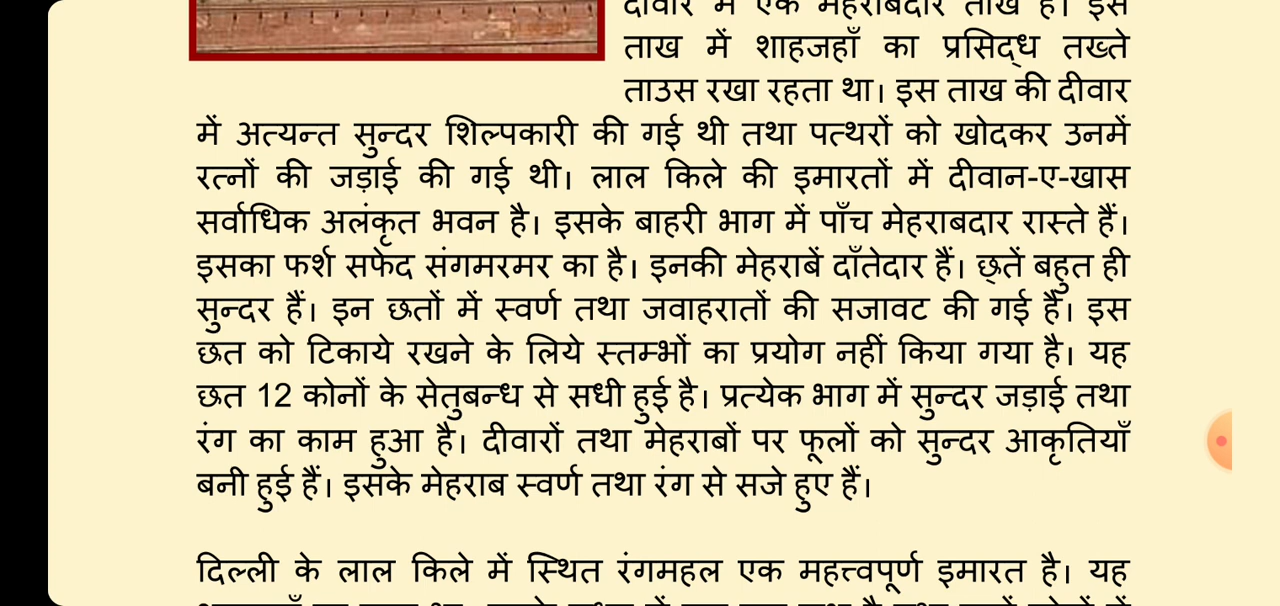 दीवार में एक मेहराबदार ताख है। इस
ताख में शाहजहाँ का प्रसिद्ध तख्ते
ताउस रखा रहता था। इस ताख की दीवार
में अत्यन्त सुन्दर शिल्पकारी की गई थी तथा पत्थरों को खोदकर उनमें
रत्नों की जड़ाई की गई थी। लाल किले की इमारतों में दीवान-ए-खास
सर्वाधिक अलंकृत भवन है। इसके बाहरी भाग में पाँच मेहराबदार रास्ते हैं।
इसका फर्श सफेद संगमरमर का है। इनकी मेहराबें दाँतेदार हैं। छ्तें बहुत ही
सुन्दर हैं। इन छतों में स्वर्ण तथा जवाहरातों की सजावट की गई है। इस
छत को टिकाये रखने के लिये स्तम्भों का प्रयोग नहीं किया गया है। यह
छत 12 कोनों के सेतुबन्ध से सधी हुई है। प्रत्येक भाग में सुन्दर जड़ाई तथा
रंग का काम हुआ है। दीवारों तथा मेहराबों पर फूलों को सुन्दर आकृतियाँ
बनी हुई हैं। इसके मेहराब स्वर्ण तथा रंग से सजे हुए हैं।
दिल्ली के लाल किले में स्थित रंगमहल एक महत्त्वपूर्ण इमारत है। यह